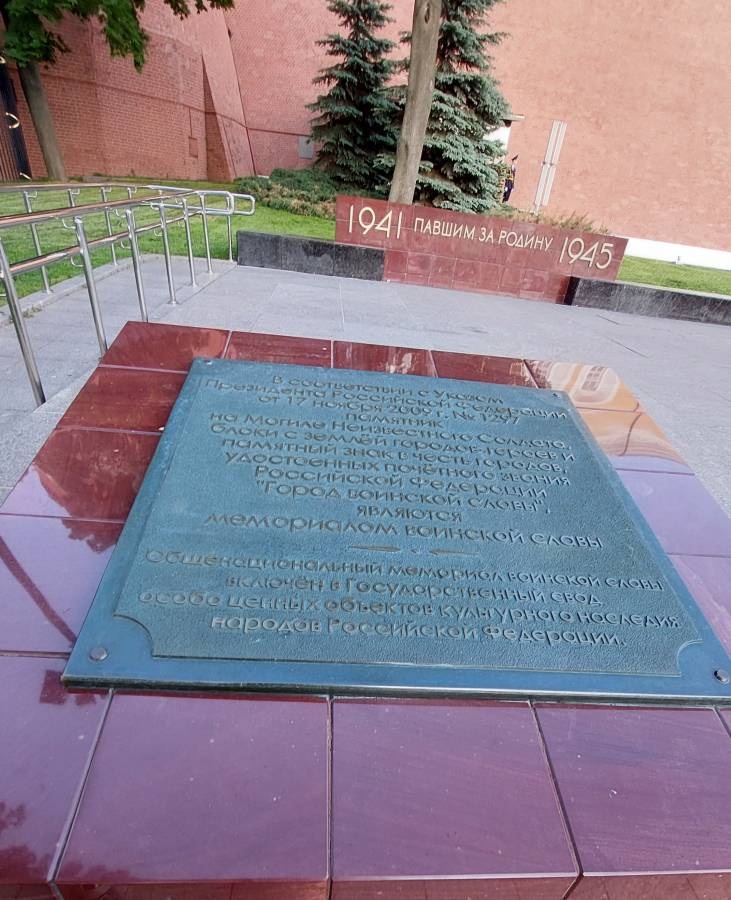 1941 ПАВШИМ ЗА РОДИНУ 1945
В соответствии с Указом
Президента Российской Федерации
от 17 ноября 2009 г. № 1297
памятник
на Могиле Неизвестного Солдата,
блоки с землёй городов-героев и
памятный знак в честь городов,
удостоенных почётного звания
Российской Федерации
"Город воинской славы",
являются
мемориалом воинской славы
Общенациональный мемориал воинской славы
включён в Государственный свод
особо ценных объектов культурного наследия
народов Российской Федерации.